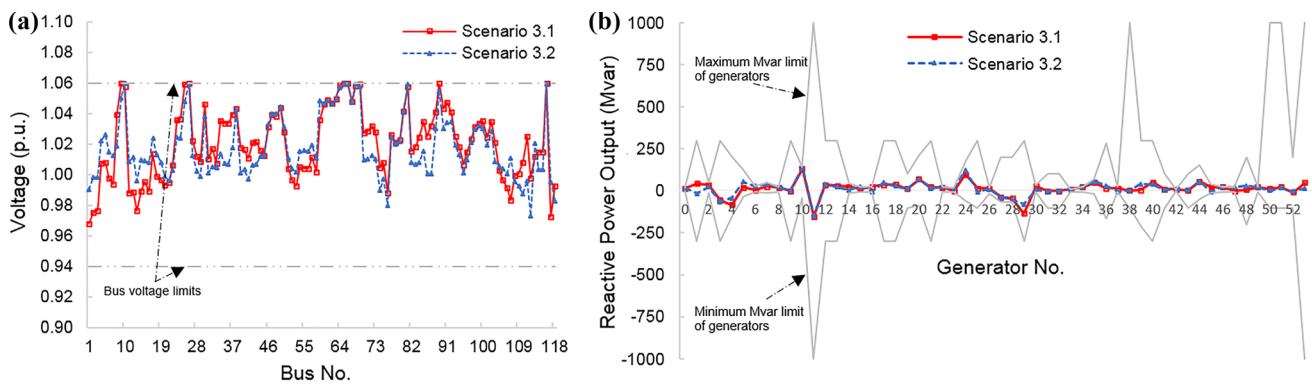 (a)
Scenario 3.1
Scenario 3.2
Voltage (p.u.)
1.10
1.08
1.06
1.04
1.02
1.00
0.98
0.96
0.94
0.92
0.90
Bus voltage limits
1 10 19 28 37 46 55 64 73 82 91 100 109 118
Bus No.
(b)
Scenario 3.1
Scenario 3.2
Maximum Mvar limit
of generators
Reactive Power Output (Mvar)
1000
750
500
250
0
-250
-500
-750
-1000
0 2 4 6 8 10 12 14 16 18 20 22 24 26 28 30 32 34 36 38 40 42 44 46 48 50 52
Generator No.
Minimum Mvar limit
of generators